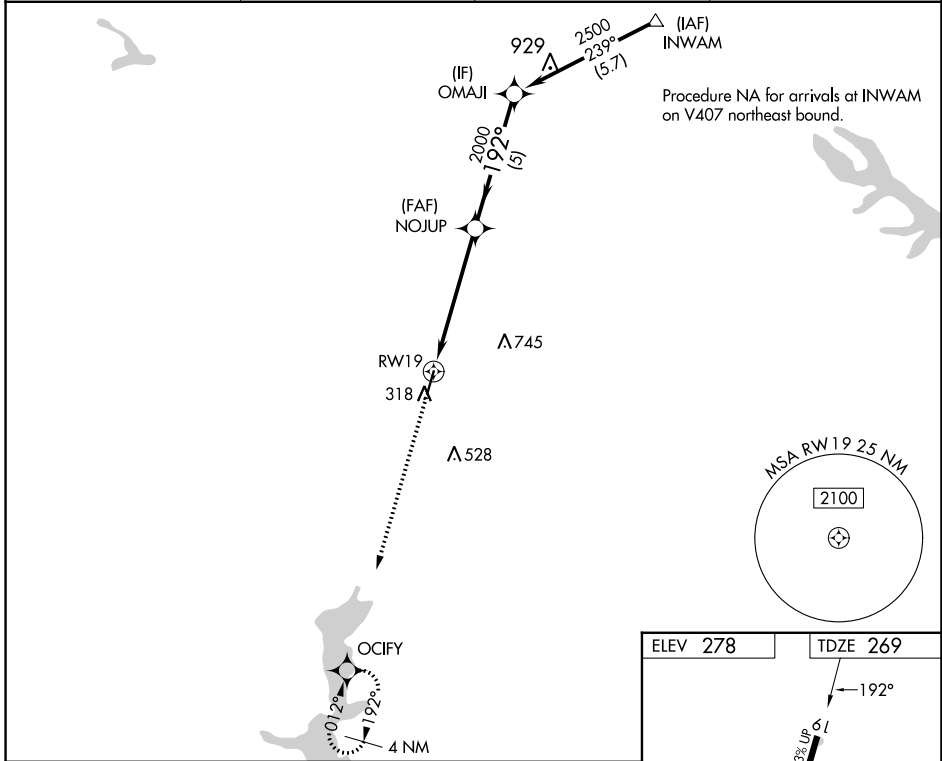 (IAF)
INWAM
2500
239°
(5.7)
929
(IF)
OMAJI
Procedure NA for arrivals at INWAM
on V407 northeast bound.
2000
192°
(5)
(FAF)
NOJUP
745
RW19
318
528
MSA RW19 25 NM
2100
OCIFY
012°
192°
4 NM
ELEV 278
TDZE 269
192°
19
3% UP